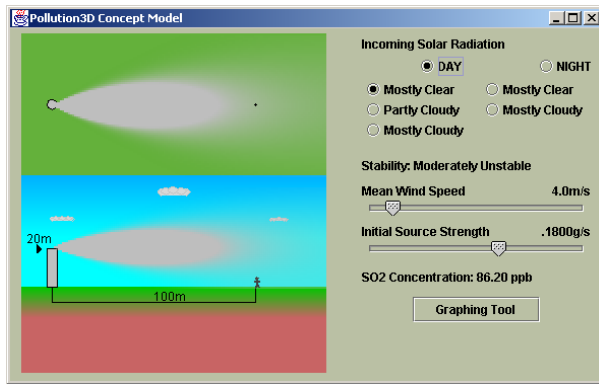 Pollution3D Concept Model
Incoming Solar Radiation
DAY NIGHT
Mostly Clear Mostly Clear
Partly Cloudy Mostly Cloudy
Mostly Cloudy
Stability: Moderately Unstable
Mean Wind Speed 4.0m/s
Initial Source Strength .1800g/s
SO2 Concentration: 86.20 ppb
Graphing Tool
20m
100m